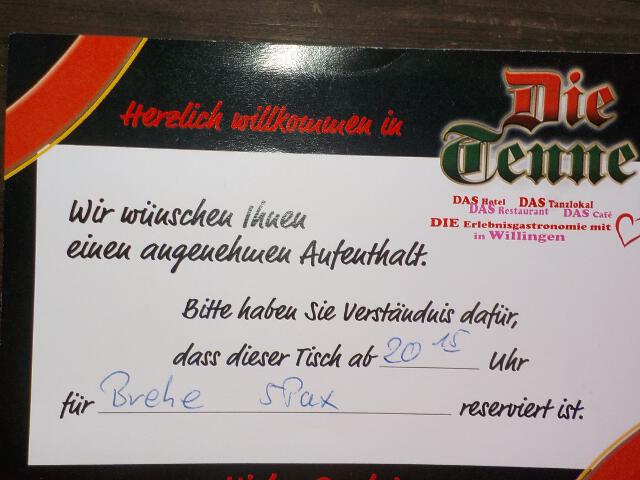 Herzlich willkommen in
Die
Tenne
DAS Hotel DAS Tanzlokal
DAS Restaurant DAS Café
DIE Erlebnisgastronomie mit
in Willingen
Wir wünschen Ihnen
einen angenehmen Aufenthalt.
Bitte haben Sie Verständnis dafür,
dass dieser Tisch ab 20 15 Uhr
für Brehe 5Pax reserviert ist.